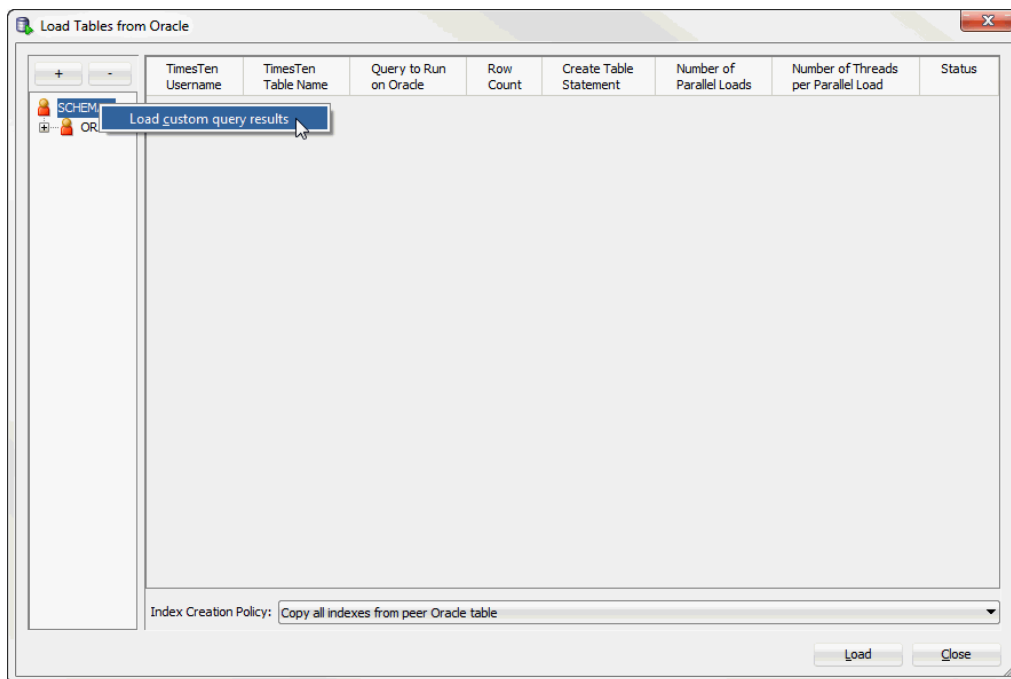 Load Tables from Oracle
x
+ -
TimesTen Username
TimesTen Table Name
Query to Run on Oracle
Row Count
Create Table Statement
Number of Parallel Loads
Number of Threads per Parallel Load
Status
SCHEM
OR
Load custom query results
Index Creation Policy: Copy all indexes from peer Oracle table
Load Close